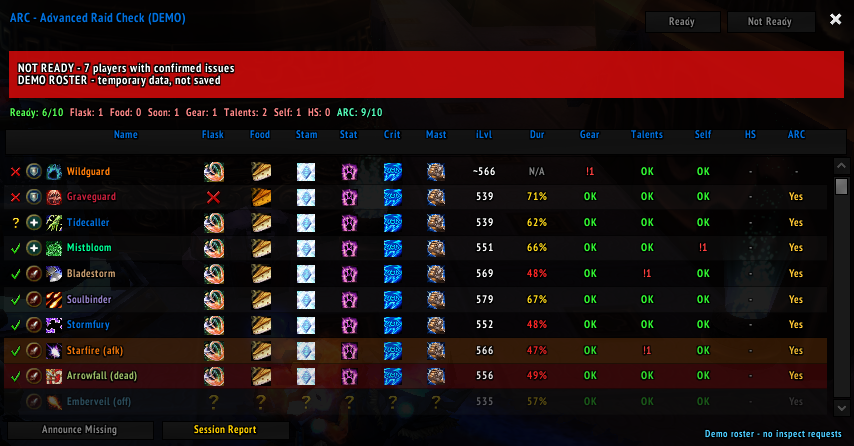 ARC - Advanced Raid Check (DEMO)
Ready
Not Ready
NOT READY - 7 players with confirmed issues
DEMO ROSTER - temporary data, not saved
Ready: 6/10 Flask: 1 Food: 0 Soon: 1 Gear: 1 Talents: 2 Self: 1 HS: 0 ARC: 9/10
Name Flask Food Stam Stat Crit Mast iLvl Dur Gear Talents Self HS ARC
Wildguard ~566 N/A !1 OK OK - -
Graveguard 539 71% OK OK OK - Yes
? Tidecaller 539 62% OK OK OK - Yes
Mistbloom 551 66% OK OK !1 - Yes
Bladestorm 569 48% OK !1 OK - Yes
Soulbinder 579 67% OK OK OK - Yes
Stormfury 552 48% OK OK OK - Yes
Starfire (afk) 566 47% OK !1 OK - Yes
Arrowfall (dead) 556 49% OK OK OK - Yes
Emberveil (off) ? ? ? ? ? ? 535 57% OK OK OK - Yes
Announce Missing
Session Report
Demo roster - no inspect requests